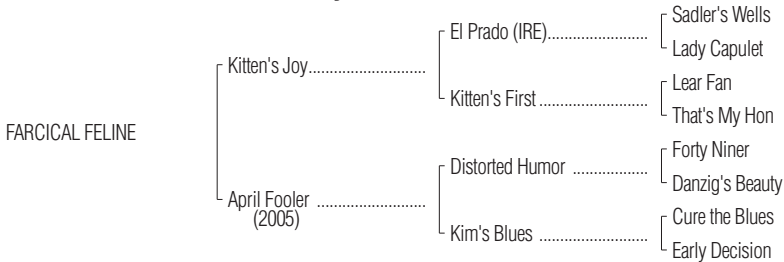 Sadler's Wells
El Prado (IRE)..........................
Lady Capulet
Kitten's Joy..............................
Lear Fan
Kitten's First ............................
That's My Hon
FARCICAL FELINE
Forty Niner
Distorted Humor ...................
Danzig's Beauty
April Fooler ............................
(2005)
Cure the Blues
Kim's Blues ............................
Early Decision